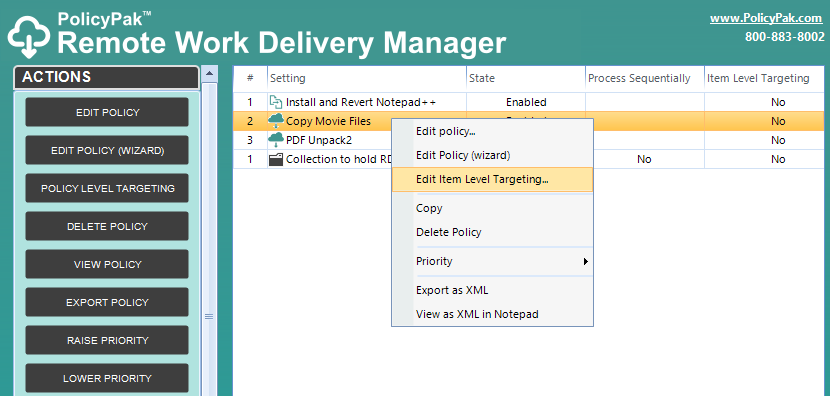 PolicyPak™
Remote Work Delivery Manager
www.PolicyPak.com
800-883-8002
ACTIONS
EDIT POLICY
EDIT POLICY (WIZARD)
POLICY LEVEL TARGETING
DELETE POLICY
VIEW POLICY
EXPORT POLICY
RAISE PRIORITY
LOWER PRIORITY
# Setting State Process Sequentially Item Level Targeting
1 Install and Revert Notepad++ Enabled No
2 Copy Movie Files No
3 PDF Unpack2 No
1 Collection to hold RD No No
Edit policy...
Edit Policy (wizard)
Edit Item Level Targeting...
Copy
Delete Policy
Priority
Export as XML
View as XML in Notepad